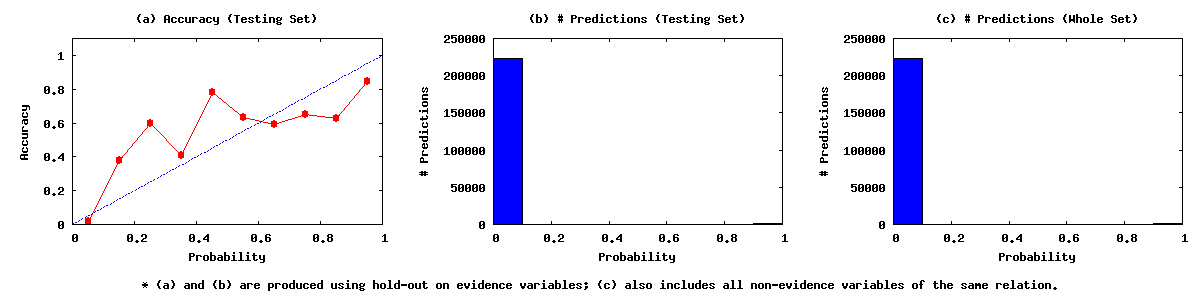 (a) Accuracy (Testing Set)
(b) # Predictions (Testing Set)
(c) # Predictions (Whole Set)
Accuracy
1
0.8
0.6
0.4
0.2
0
0 0.2 0.4 0.6 0.8 1
Probability
# Predictions
250000
200000
150000
100000
50000
0
0 0.2 0.4 0.6 0.8 1
Probability
# Predictions
250000
200000
150000
100000
50000
0
0 0.2 0.4 0.6 0.8 1
Probability
* (a) and (b) are produced using hold-out on evidence variables; (c) also includes all non-evidence variables of the same relation.